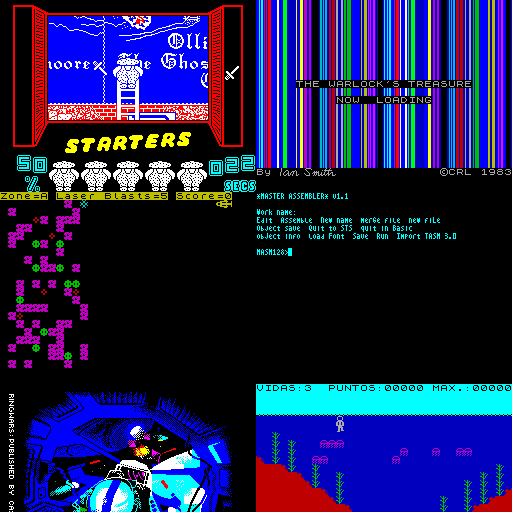 Olli
moore
The Ghos
STARTERS
50
%
022
SECS
THE WARLOCK'S TREASURE
NOW LOADING
By Ian Smith
©CRL 1983
Zone=A Laser Blasts=5 Score=0
*MASTER ASSEMBLER* v1.1
Work name:
Edit Assemble New name Merge file new file
Object save Quit to STS quit in Basic
object info Load Font Save Run Import TASM 3.0
MASM128>
RINGWARS:PUBLISHED BY CAS
VIDAS:3 PUNTOS:00000 MAX.:00000